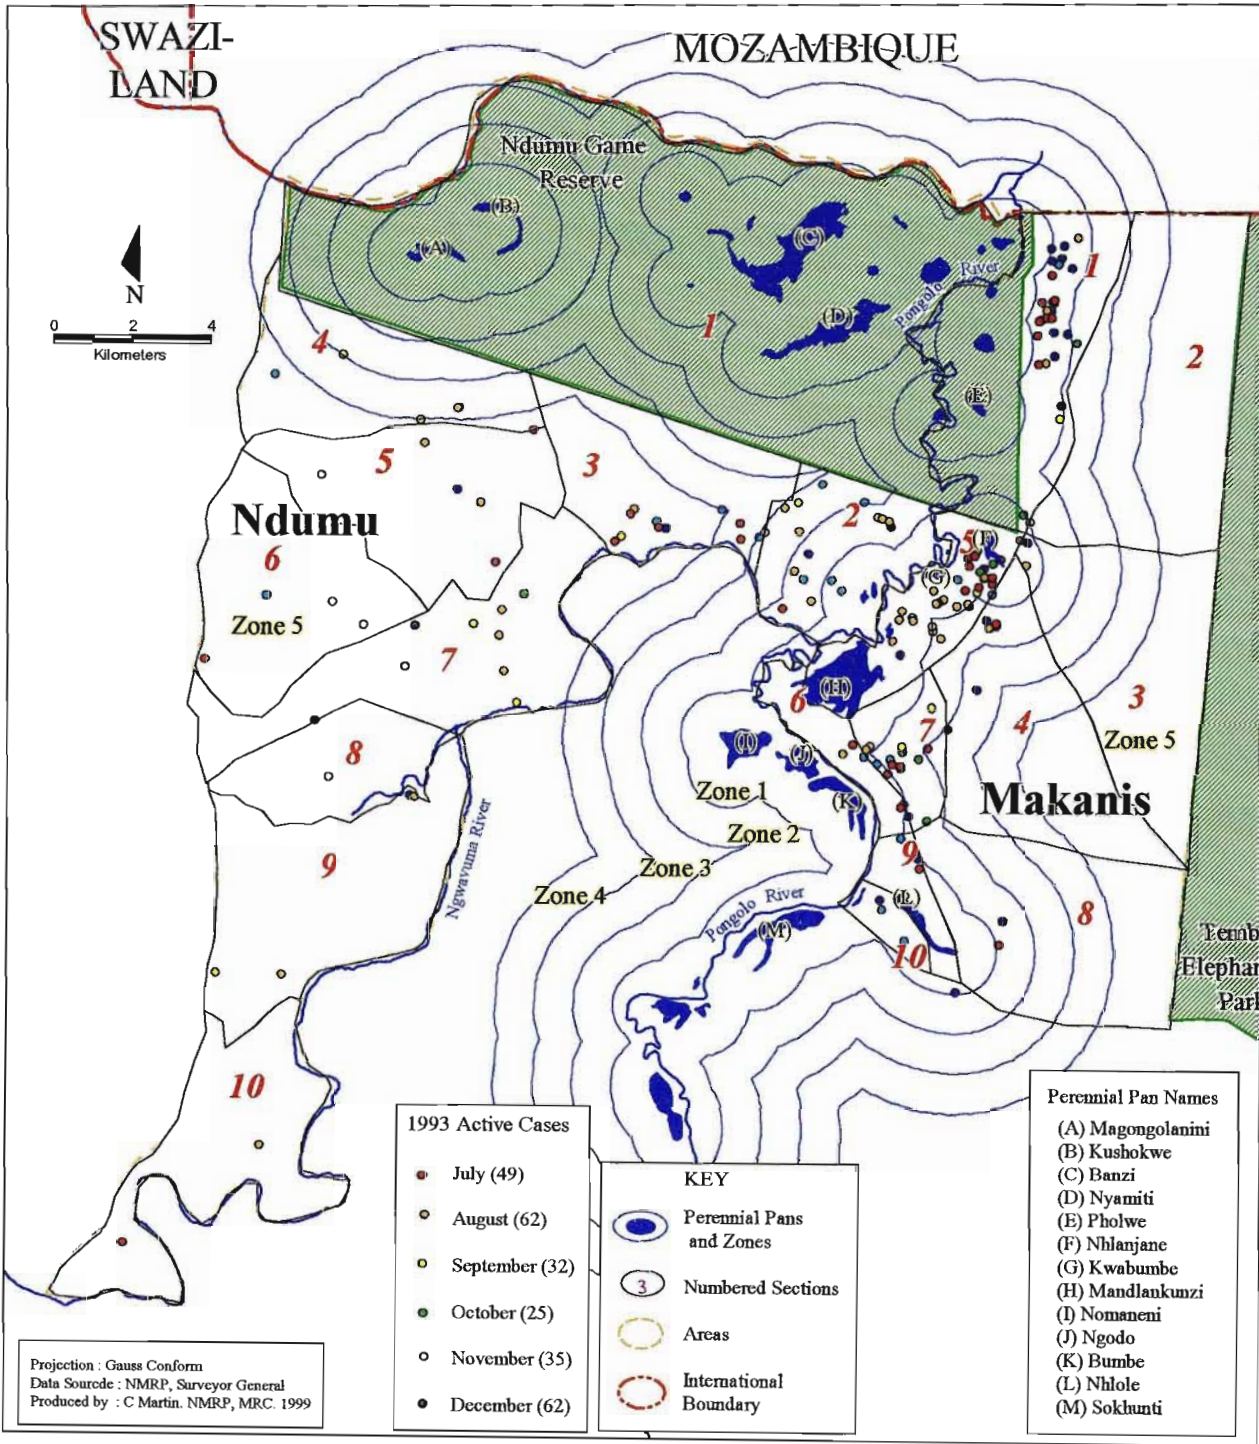 SWAZI-
LAND
MOZAMBIQUE
Ndumu Game
Reserve
(B)
(A)
(C)
(D)
(E)
Pongolo River
N
0 2 4
Kilometers
1
1
2
4
5
3
2
Ndumu
6
Zone 5
5
(F)
(G)
7
(H)
6
3
4
7
Zone 5
8
(I)
(J)
Zone 1
(K)
Makanis
Zone 2
9
Zone 3
9
Zone 4
Ngwavuma River
Pongolo River
(L)
(M)
8
10
Temb
Elephan
Park
10
1993 Active Cases
July (49)
August (62)
September (32)
October (25)
November (35)
December (62)
KEY
Perennial Pans
and Zones
3
Numbered Sections
Areas
International
Boundary
Perennial Pan Names
(A) Magongolanini
(B) Kushokwe
(C) Banzi
(D) Nyamiti
(E) Pholwe
(F) Nhlanjane
(G) Kwabumbe
(H) Mandlankunzi
(I) Nomaneni
(J) Ngodo
(K) Bumbe
(L) Nhlole
(M) Sokhunti
Projection : Gauss Conform
Data Sourcde : NMRP, Surveyor General
Produced by : C Martin. NMRP, MRC. 1999